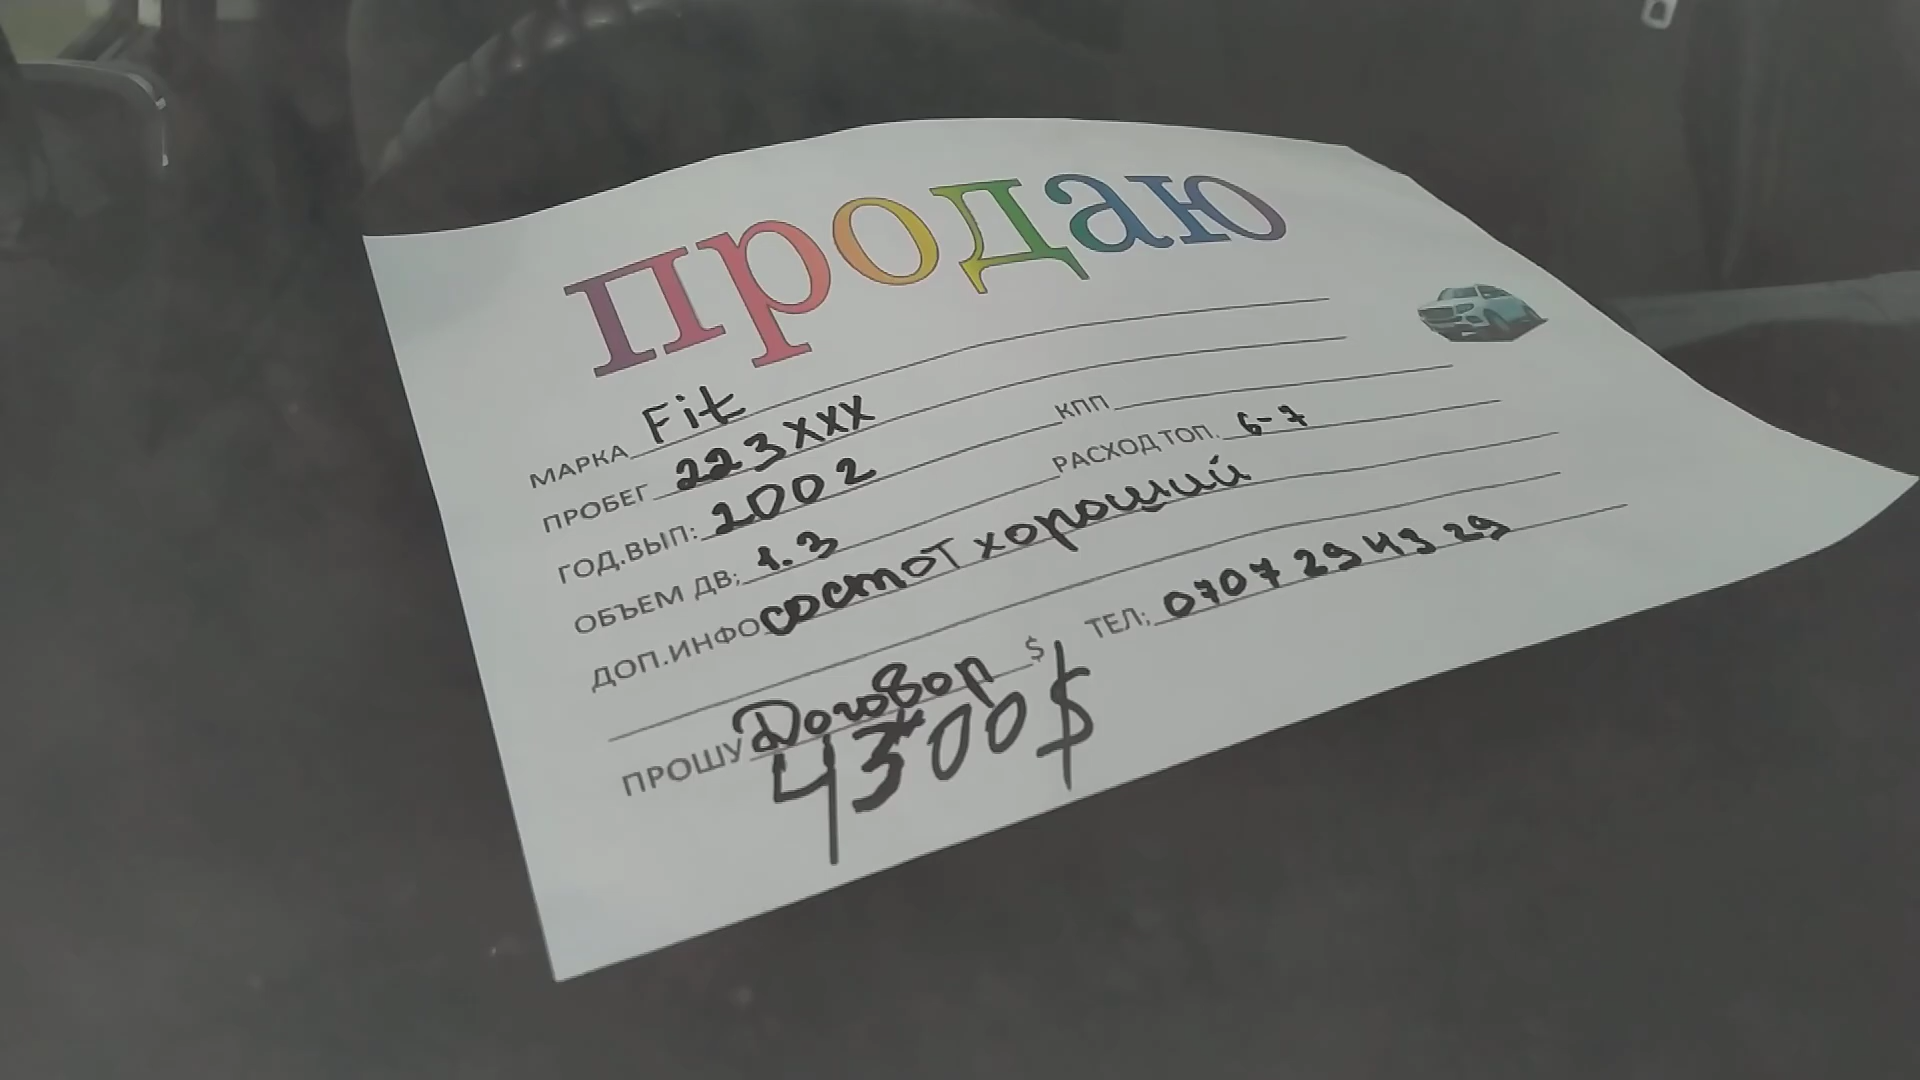 продаю
МАРКА Fit
ПРОБЕГ 223XXX
ГОД.ВЫП: 2002 КПП
ОБЪЕМ ДВ; 1.3 РАСХОД ТОП. 6-7
ДОП.ИНФО состот хороший
ПРОШУ Договор $ ТЕЛ; 0707 29 43 29
4300$